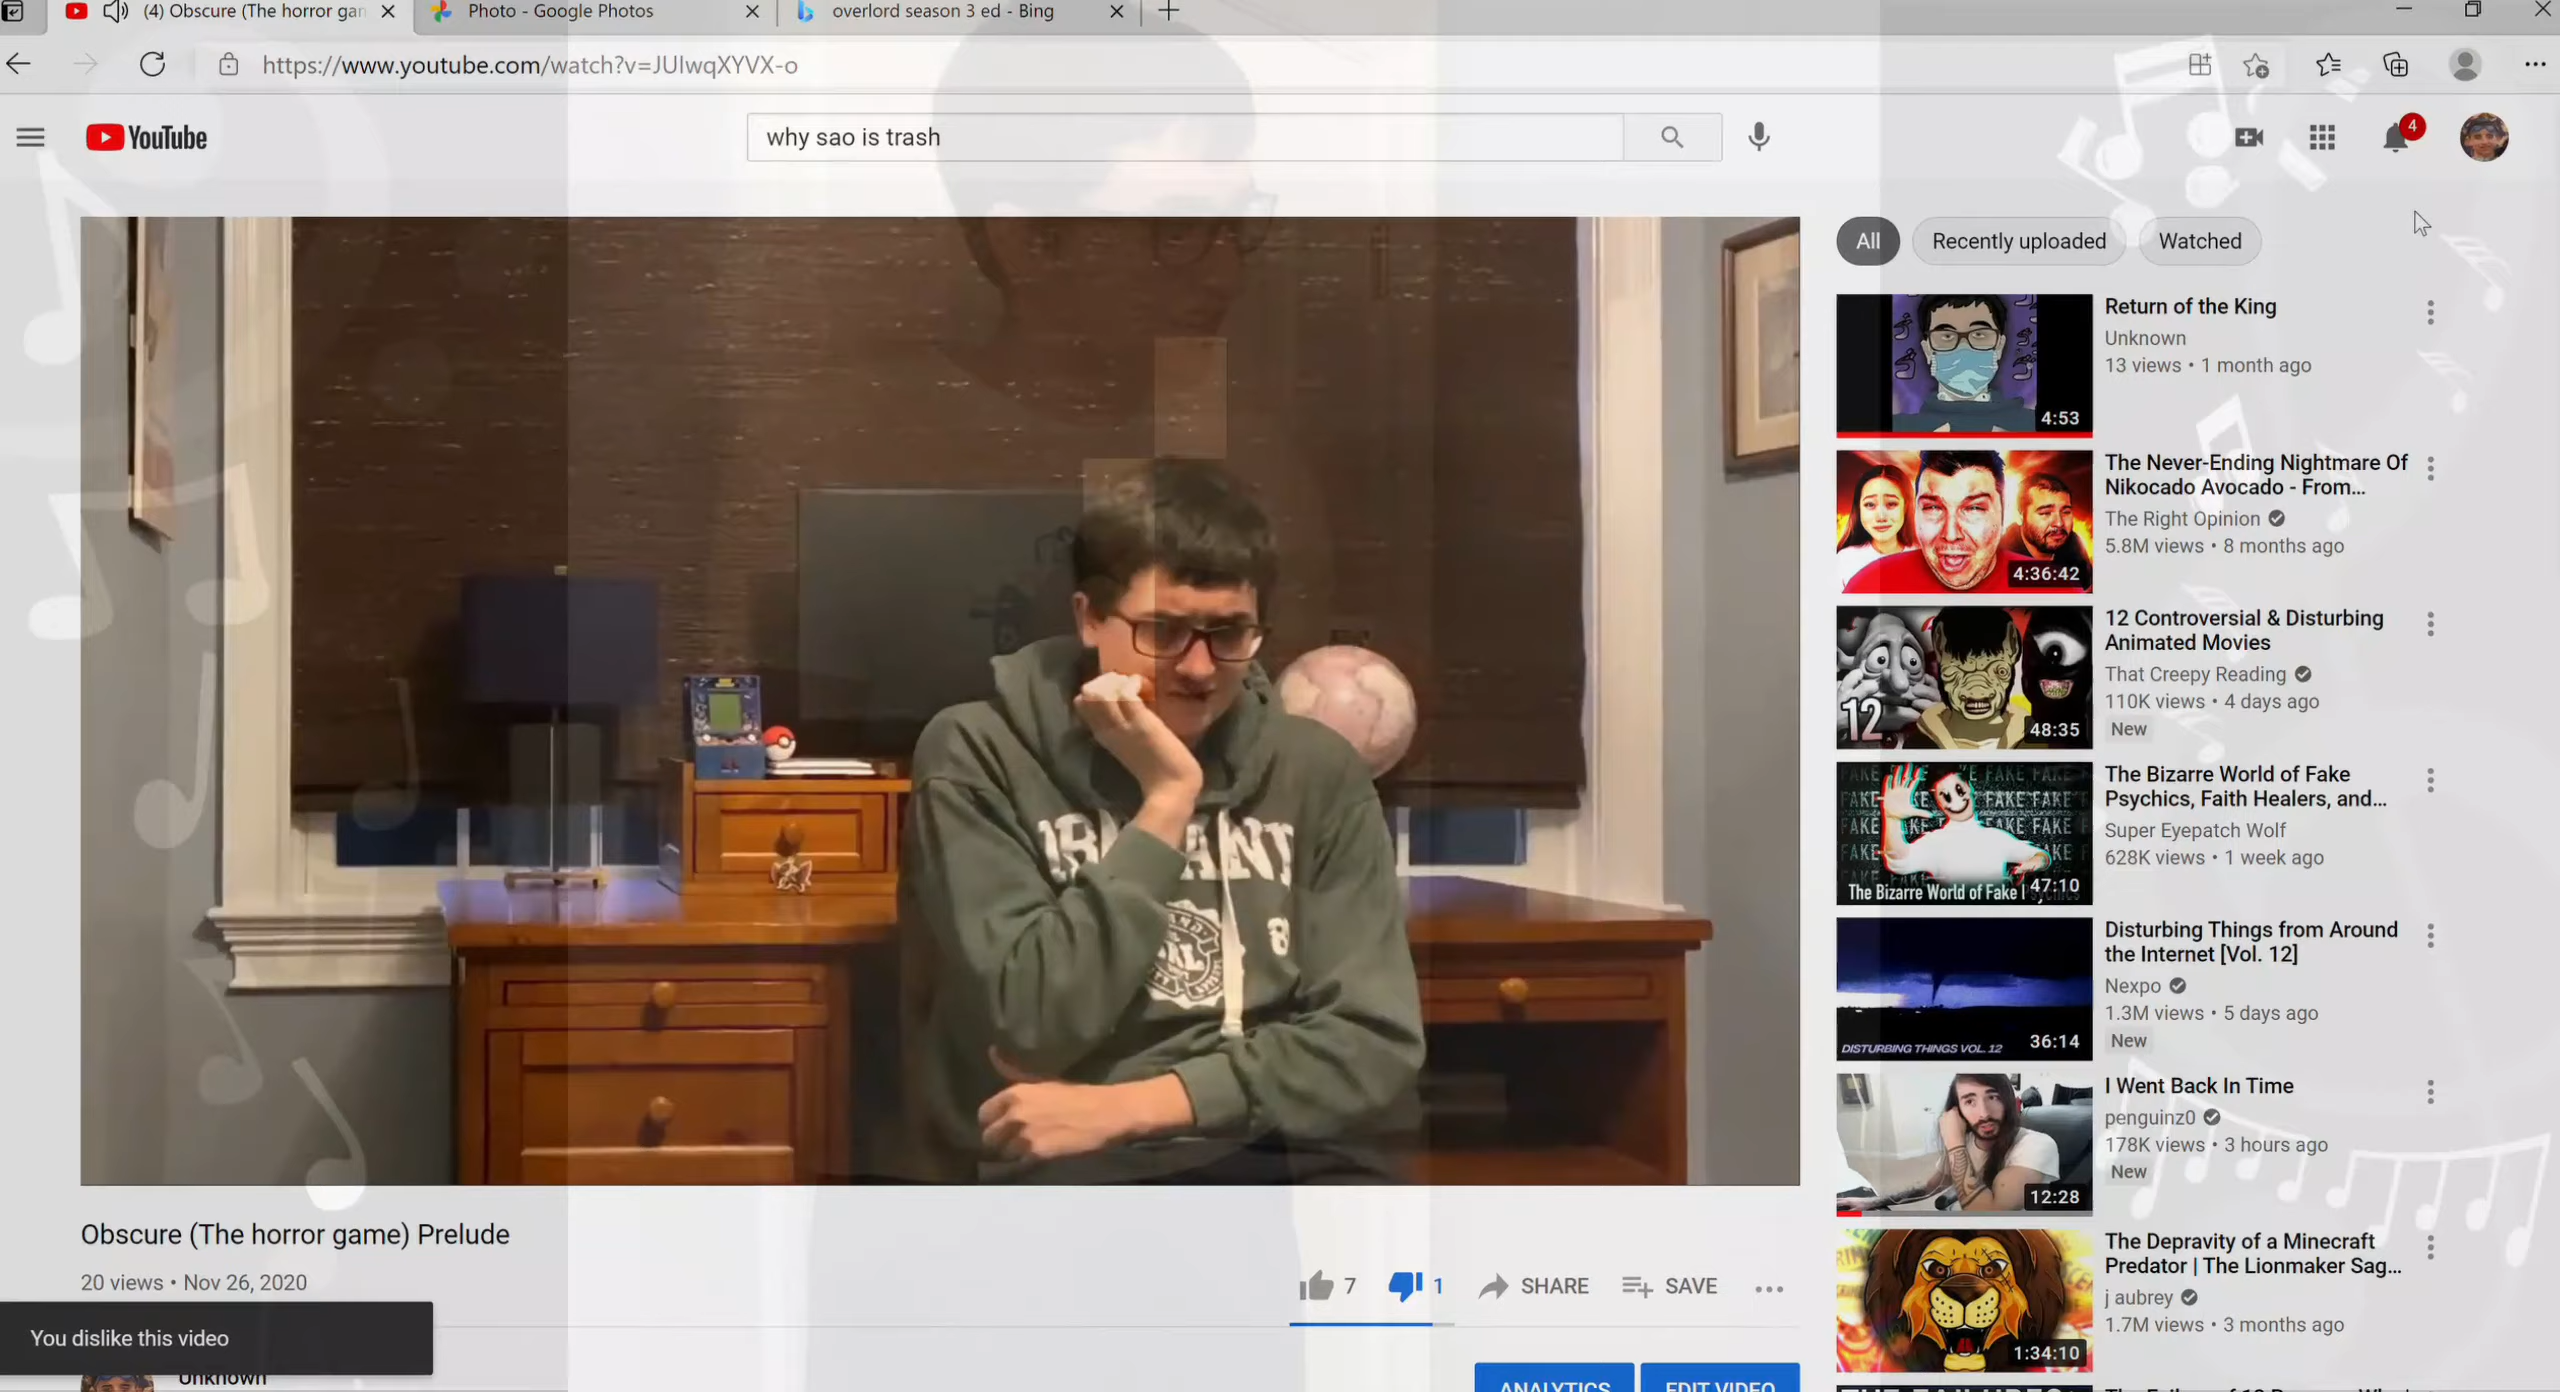 (4) Obscure (The horror gam
Photo - Google Photos
overlord season 3 ed - Bing
https://www.youtube.com/watch?v=JUlwqXYVX-o
YouTube
why sao is trash
4
All
Recently uploaded
Watched
Return of the King
Unknown
13 views • 1 month ago
4:53
The Never-Ending Nightmare Of
Nikocado Avocado - From...
The Right Opinion
5.8M views • 8 months ago
4:36:42
12 Controversial & Disturbing
Animated Movies
That Creepy Reading
110K views • 4 days ago
New
12
48:35
The Bizarre World of Fake
Psychics, Faith Healers, and...
Super Eyepatch Wolf
628K views • 1 week ago
FAKE FAKE FAKE
The Bizarre World of Fake
47:10
Disturbing Things from Around
the Internet [Vol. 12]
Nexpo
1.3M views • 5 days ago
New
DISTURBING THINGS VOL. 12
36:14
I Went Back In Time
penguinz0
178K views • 3 hours ago
New
12:28
The Depravity of a Minecraft
Predator | The Lionmaker Sag...
j aubrey
1.7M views • 3 months ago
1:34:10
8
Obscure (The horror game) Prelude
20 views • Nov 26, 2020
7
1
SHARE
SAVE
You dislike this video
Unknown
ANALYTICS
EDIT VIDEO